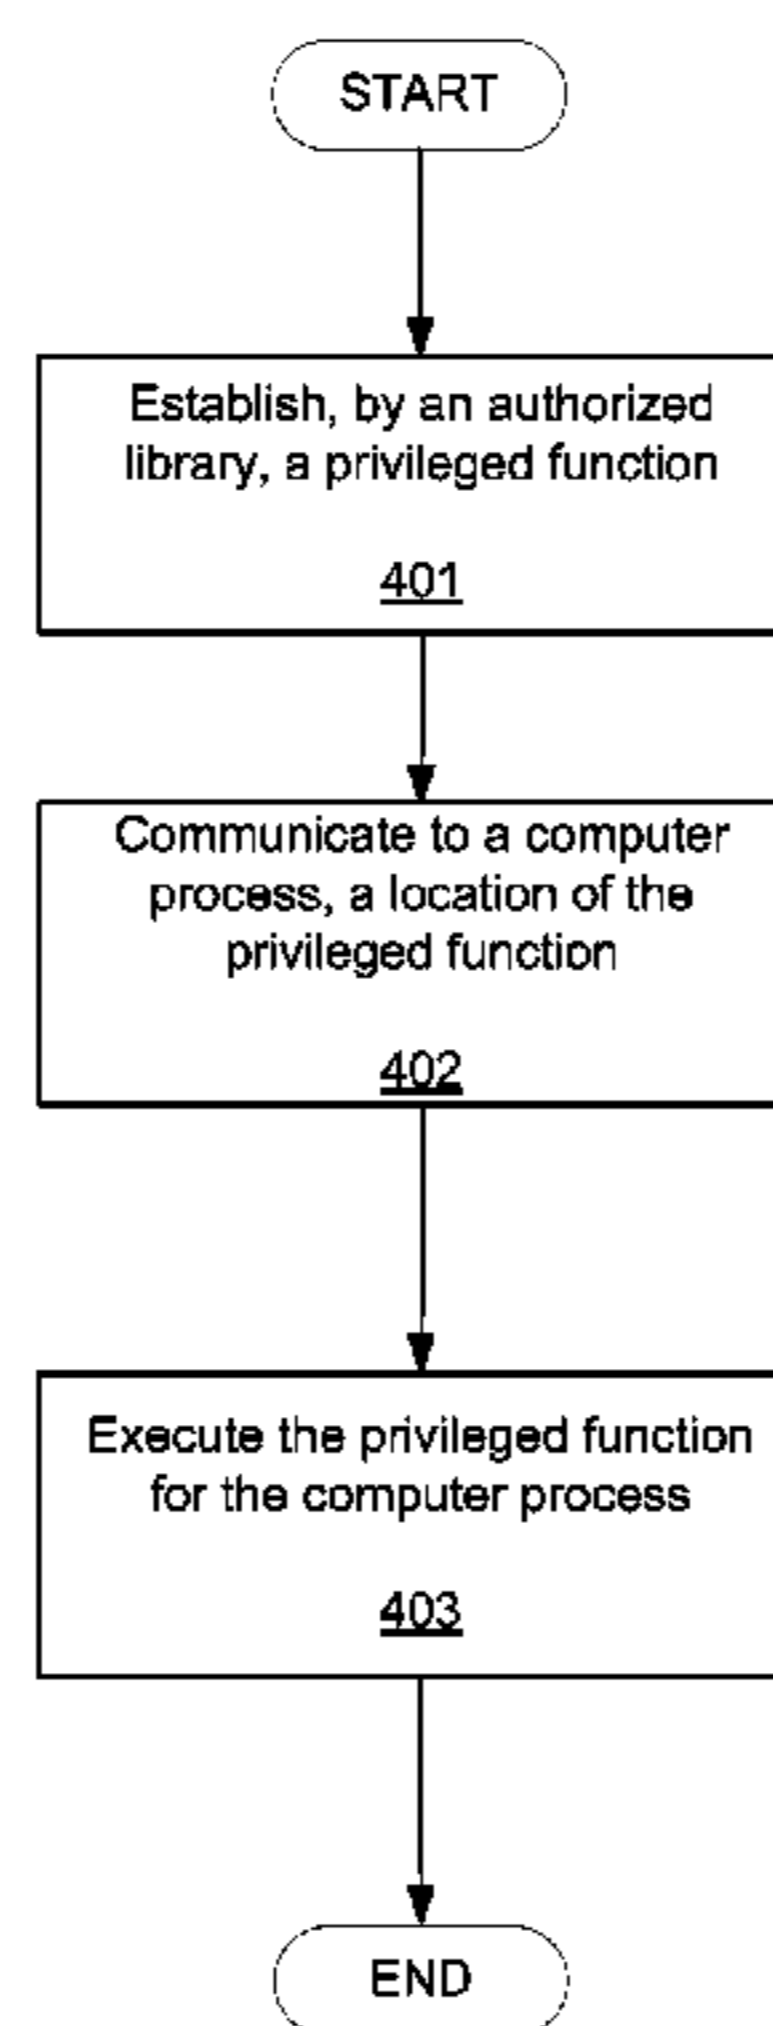 START
Establish, by an authorized
library, a privileged function
401
Communicate to a computer
process, a location of the
privileged function
402
Execute the privileged function
for the computer process
403
END